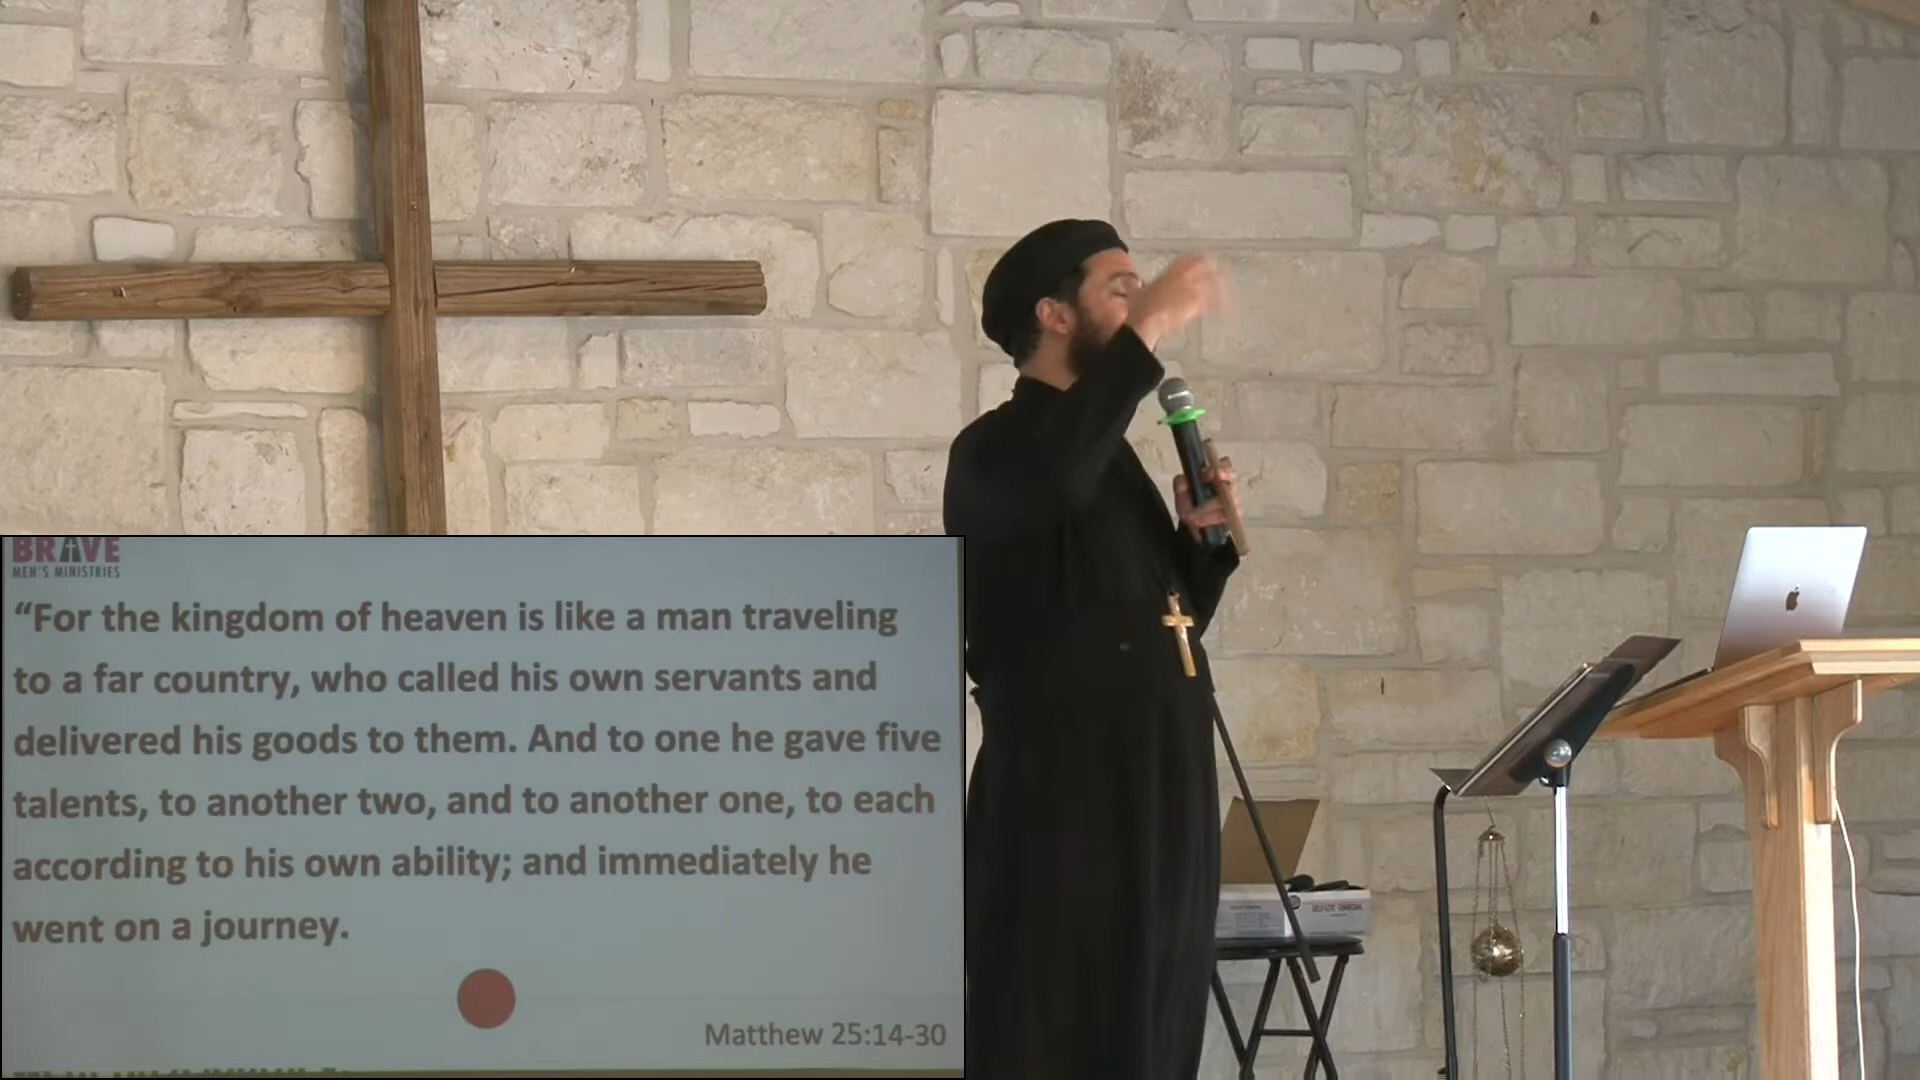 BRAVE
MEN'S MINISTRIES
“For the kingdom of heaven is like a man traveling
to a far country, who called his own servants and
delivered his goods to them. And to one he gave five
talents, to another two, and to another one, to each
according to his own ability; and immediately he
went on a journey.
Matthew 25:14-30